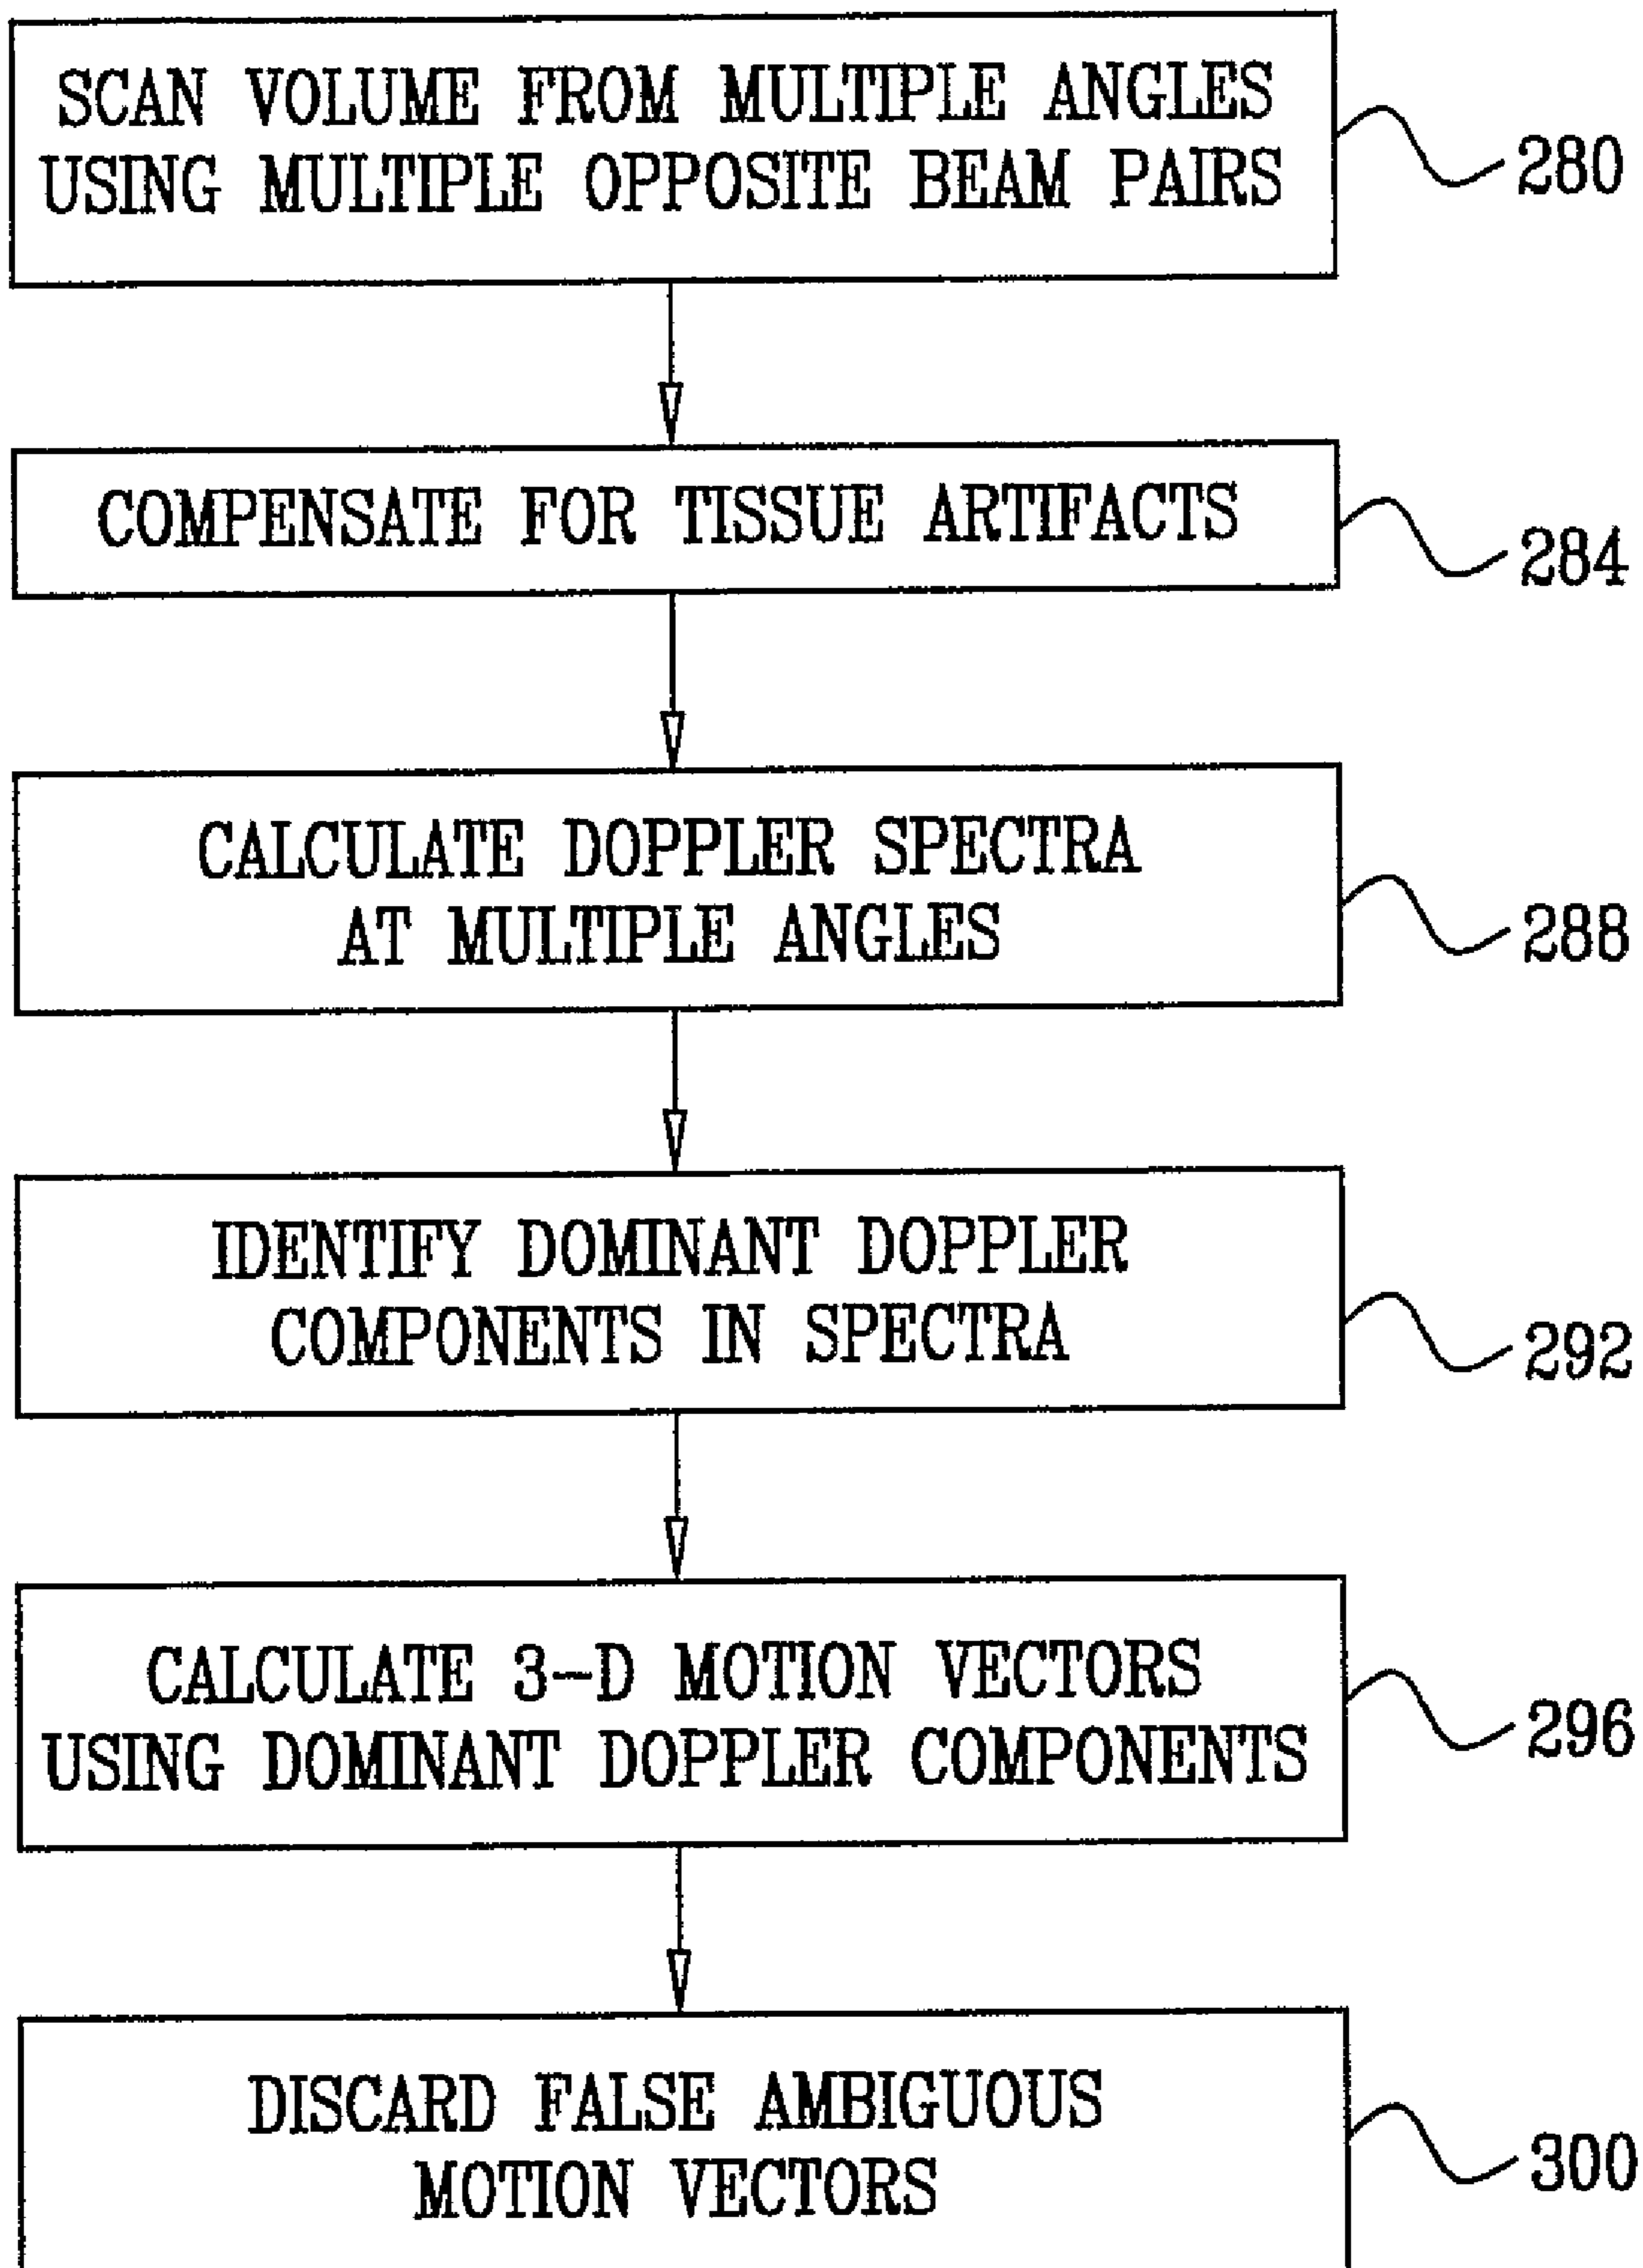 SCAN VOLUME FROM MULTIPLE ANGLES
USING MULTIPLE OPPOSITE BEAM PAIRS
280
COMPENSATE FOR TISSUE ARTIFACTS
284
CALCULATE DOPPLER SPECTRA
AT MULTIPLE ANGLES
288
IDENTIFY DOMINANT DOPPLER
COMPONENTS IN SPECTRA
292
CALCULATE 3-D MOTION VECTORS
USING DOMINANT DOPPLER COMPONENTS
296
DISCARD FALSE AMBIGUOUS
MOTION VECTORS
300